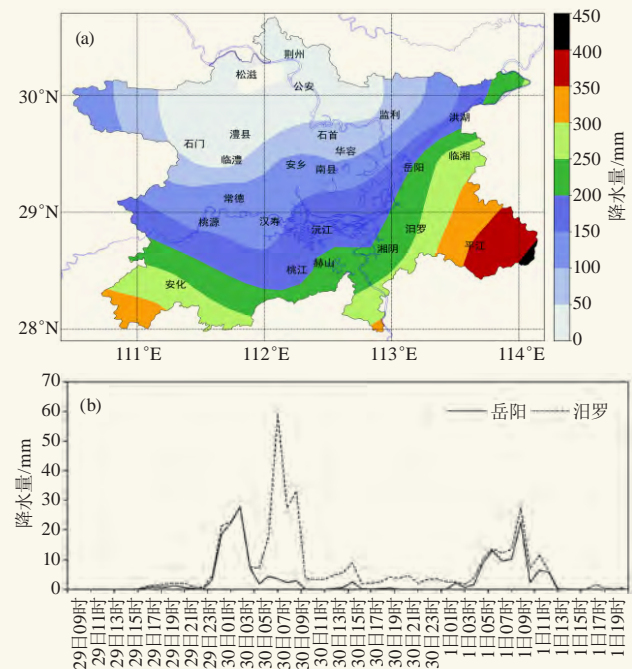 (a)
荆州
松滋
公安
监利
洪湖
石门
澧县
临澧
石首
华容
安乡
南县
岳阳
临湘
常德
桃源
汉寿
沅江
汨罗
湘阴
平江
赫山
桃江
安化
30°N
29°N
28°N
111°E
112°E
113°E
114°E
450
400
350
300
250
200
150
100
50
0
降水量/mm
(b)
岳阳
汨罗
70
60
50
40
30
20
10
0
降水量/mm
29日09时
29日11时
29日13时
29日15时
29日17时
29日19时
29日21时
29日23时
30日01时
30日03时
30日05时
30日07时
30日09时
30日11时
30日13时
30日15时
30日17时
30日19时
30日21时
30日23时
1日01时
1日03时
1日05时
1日07时
1日09时
1日11时
1日13时
1日15时
1日17时
1日19时